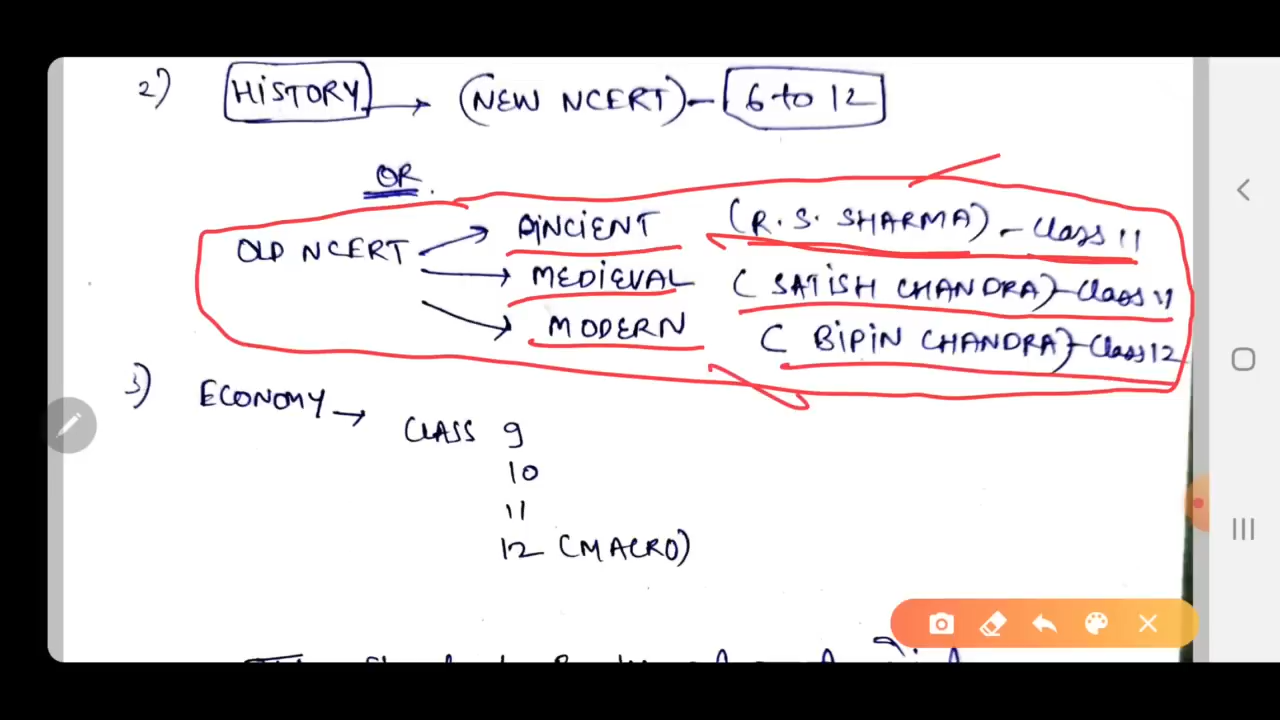 2) HISTORY → (NEW NCERT) - 6 to 12
OR
OLD NCERT → ANCIENT (R. S. SHARMA) - Class 11
→ MEDIEVAL (SATISH CHANDRA) - Class 11
→ MODERN (BIPIN CHANDRA) - Class 12
3) ECONOMY → CLASS 9
10
11
12 (MACRO)